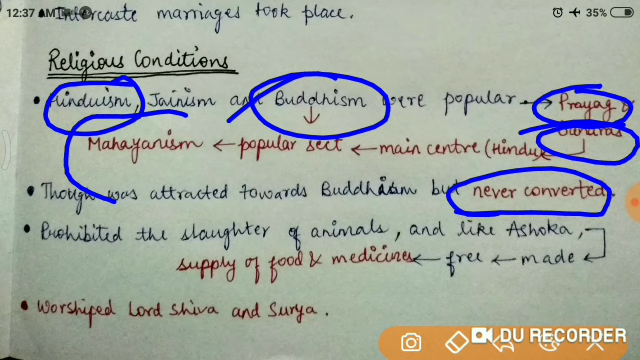 12:37 AM
35%
Intercaste marriages took place.
Religious Conditions
• Hinduism, Jainism and Buddhism were popular. → Prayag &
Mahayanism ← popular sect ← main centre (Hindu) ← Banaras
• Though was attracted towards Buddhism but never converted.
• Prohibited the slaughter of animals, and like Ashoka,
supply of food & medicines ← free ← made ←
• Worshiped Lord Shiva and Surya.
DU RECORDER